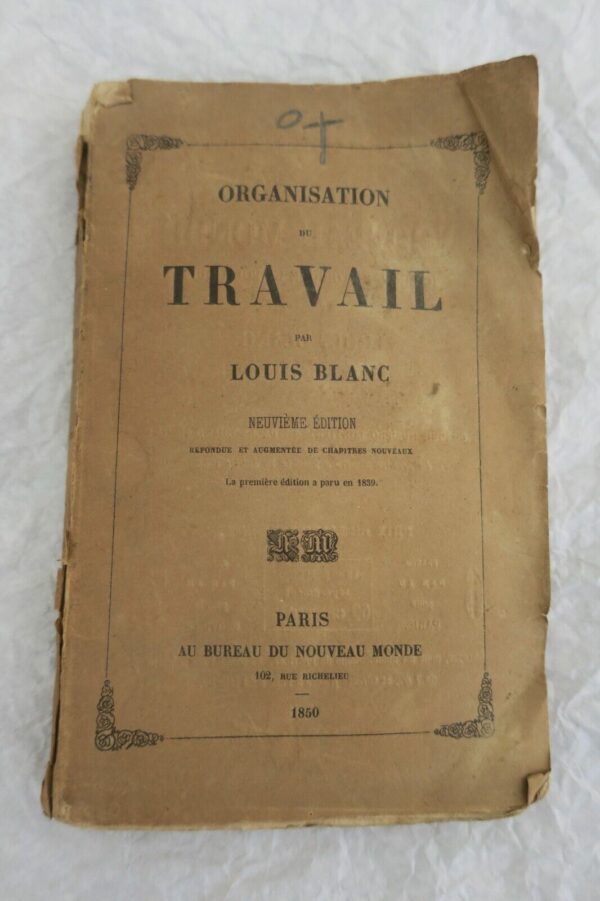 ORGANISATION
DU
TRAVAIL
PAR
LOUIS BLANC
NEUVIÈME ÉDITION
REFONDUE ET AUGMENTÉE DE CHAPITRES NOUVEAUX
La première édition a paru en 1839.
N M
PARIS
AU BUREAU DU NOUVEAU MONDE
102, RUE RICHELIEU
1850